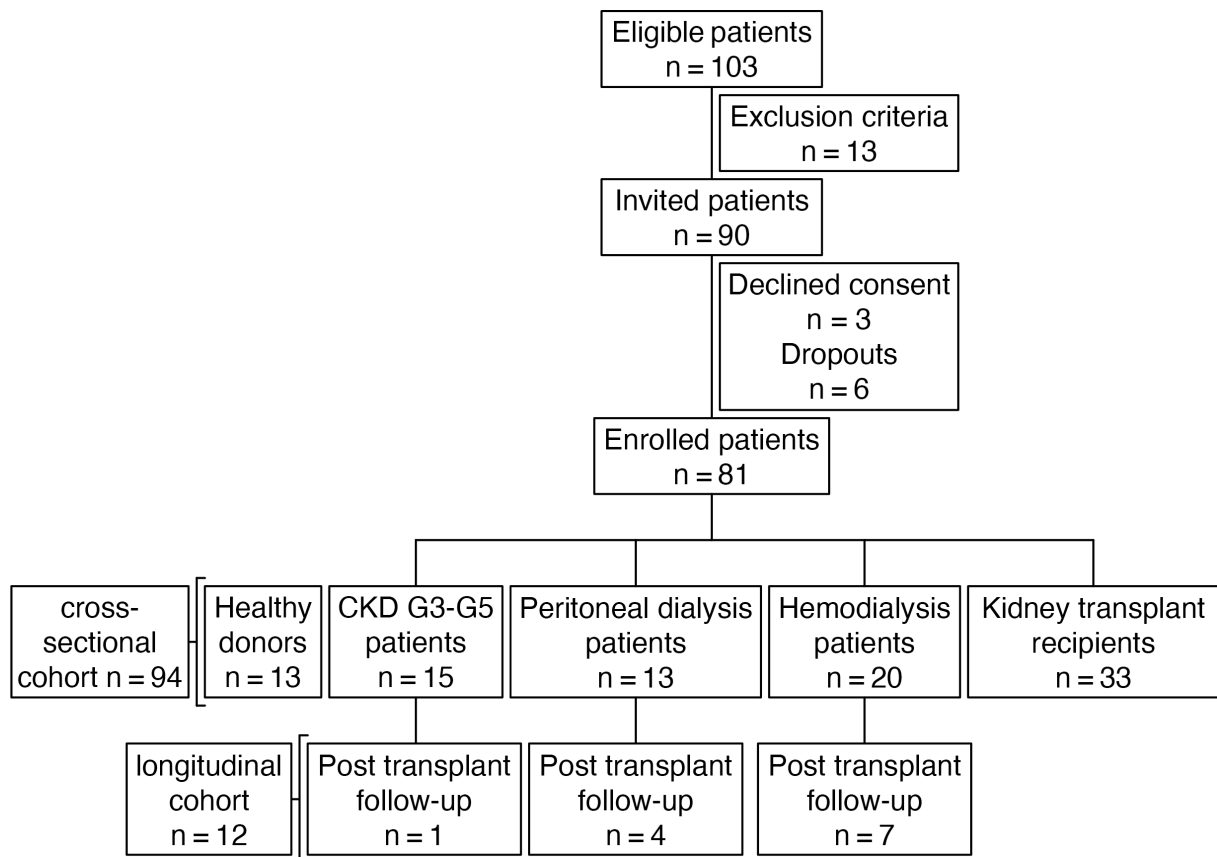 Eligible patients
n = 103
Exclusion criteria
n = 13
Invited patients
n = 90
Declined consent
n = 3
Dropouts
n = 6
Enrolled patients
n = 81
cross-
sectional
cohort n = 94
Healthy
donors
n = 13
CKD G3-G5
patients
n = 15
Peritoneal dialysis
patients
n = 13
Hemodialysis
patients
n = 20
Kidney transplant
recipients
n = 33
longitudinal
cohort
n = 12
Post transplant
follow-up
n = 1
Post transplant
follow-up
n = 4
Post transplant
follow-up
n = 7